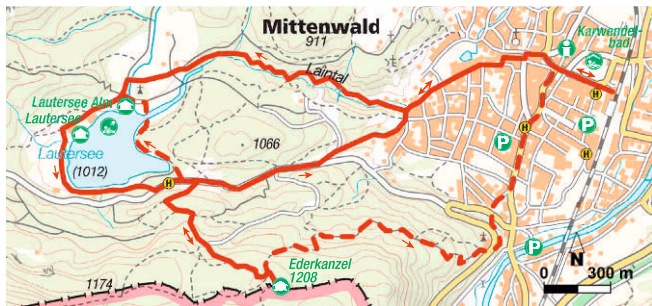 Mittenwald
911
Karwendel-
bad
Laintal
Lautersee Alm
Lautersee
Lautersee
(1012)
1066
H
H
H
H
P
P
P
Ederkanzel
1208
1174
N
0 300 m